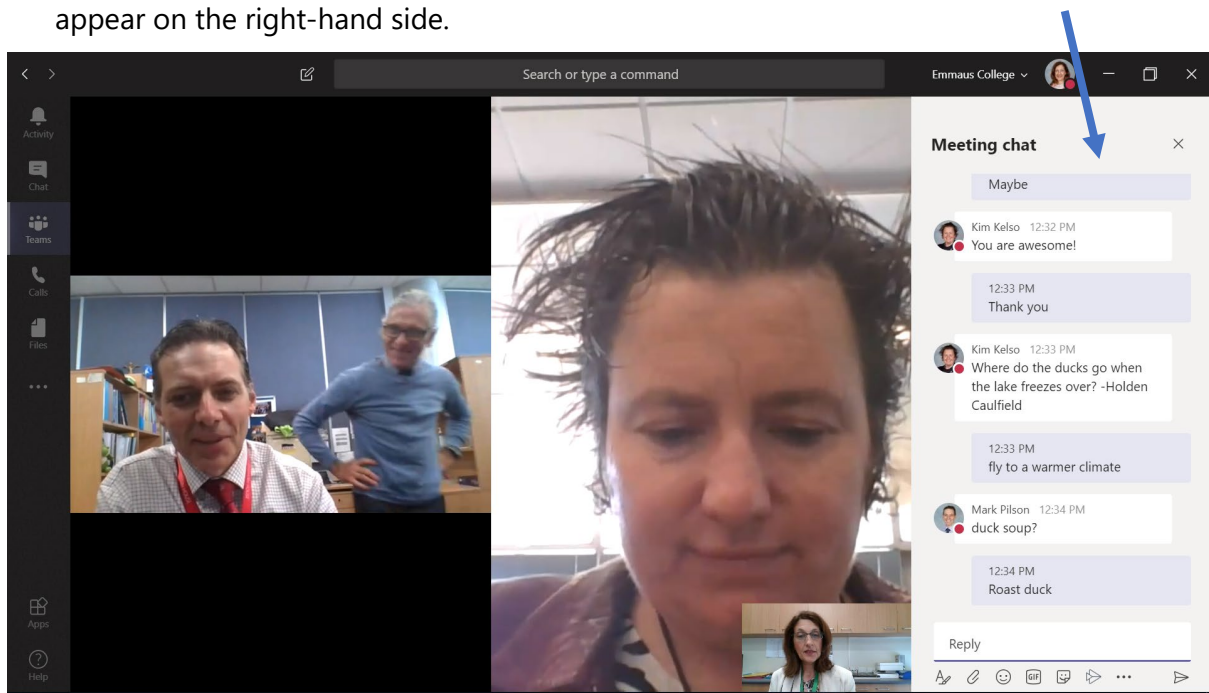 appear on the right-hand side.
Search or type a command
Emmaus College
Activity
Chat
Teams
Calls
Files
Apps
Help
Meeting chat
Maybe
Kim Kelso 12:32 PM
You are awesome!
12:33 PM
Thank you
Kim Kelso 12:33 PM
Where do the ducks go when
the lake freezes over? -Holden
Caulfield
12:33 PM
fly to a warmer climate
Mark Pilson 12:34 PM
duck soup?
12:34 PM
Roast duck
Reply
GIF